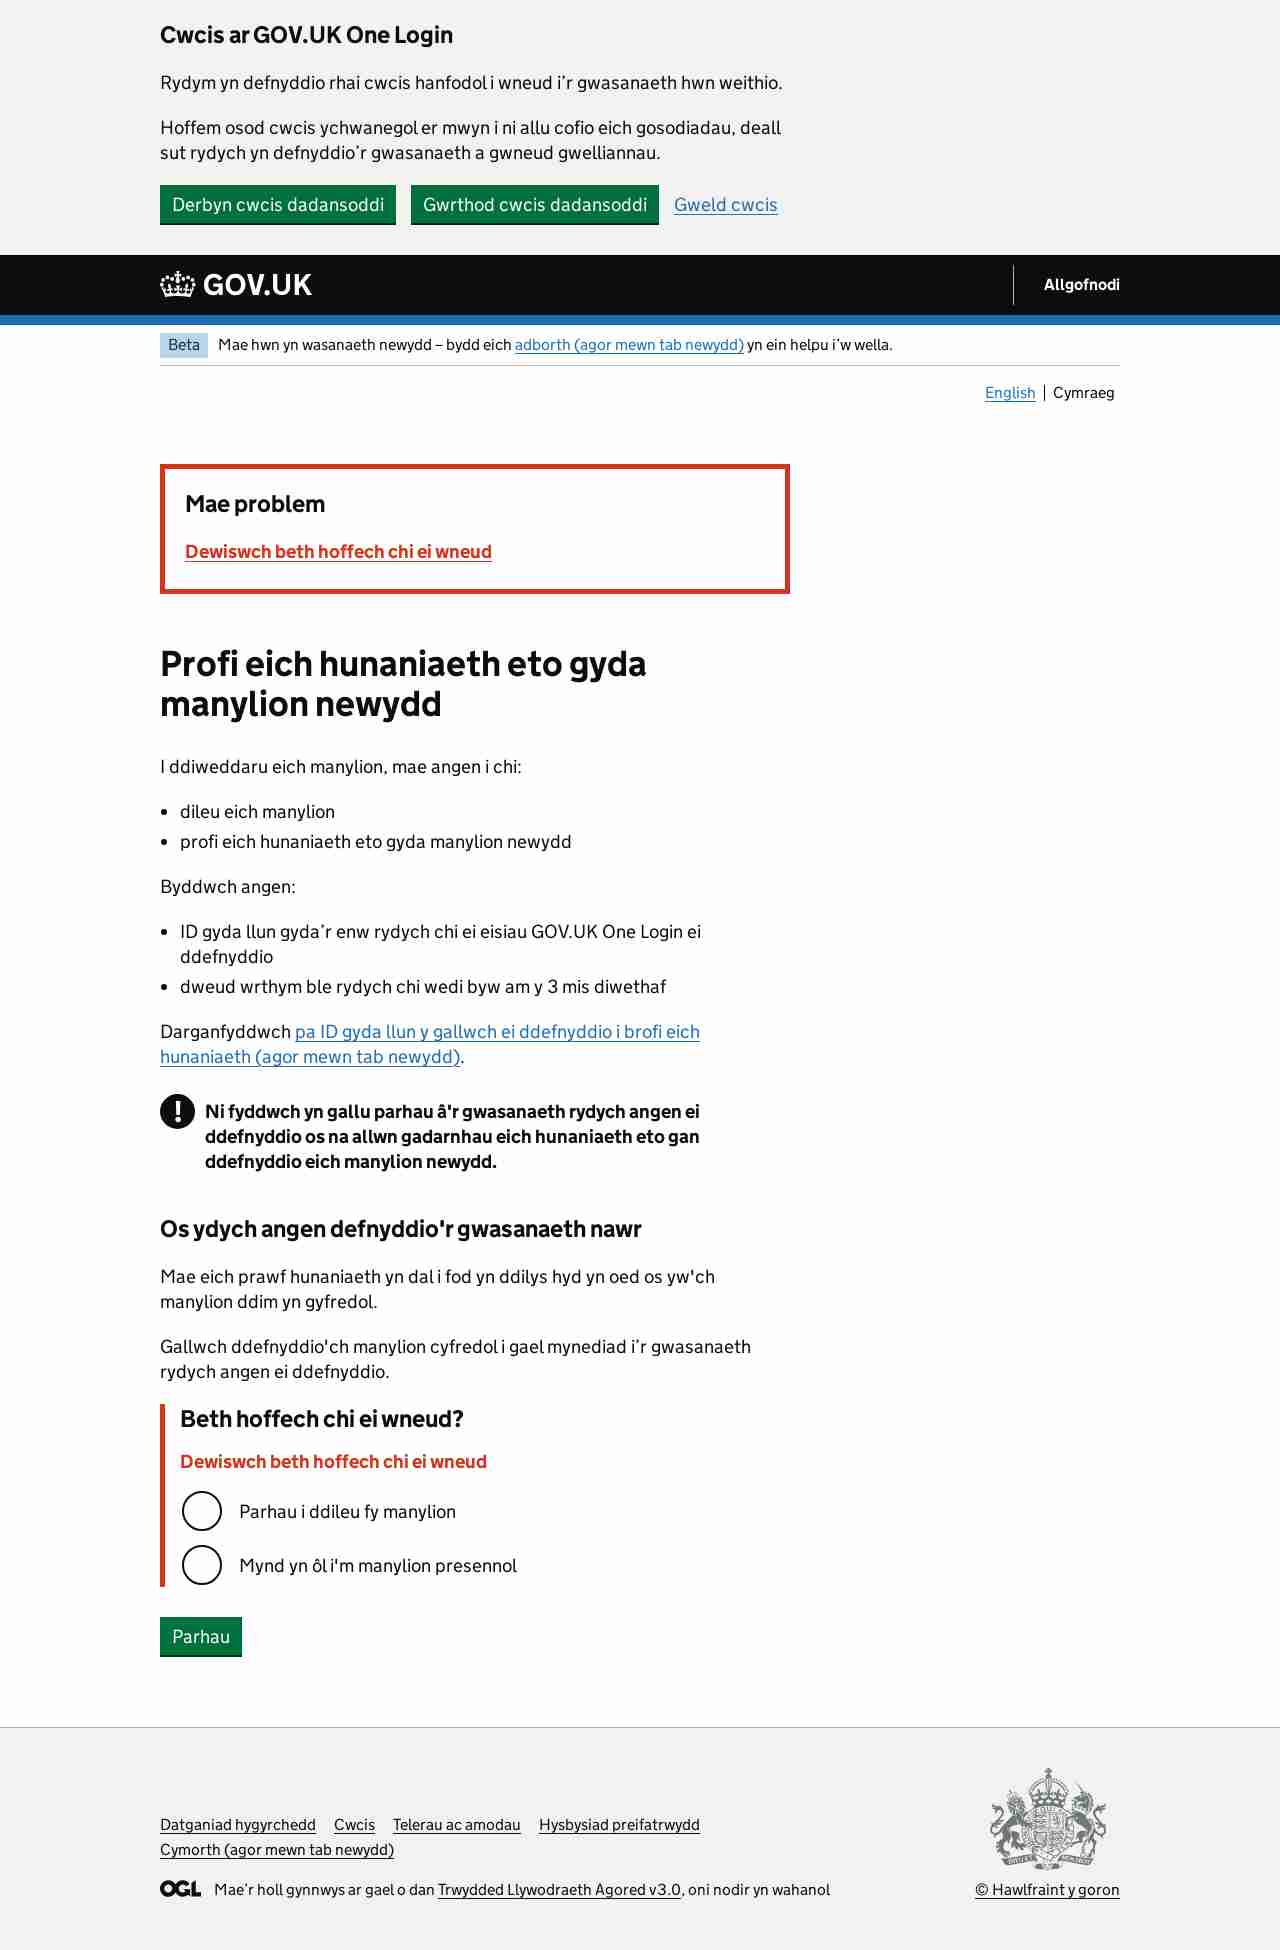 Cwcis ar GOV.UK One Login
Rydym yn defnyddio rhai cwcis hanfodol i wneud i’r gwasanaeth hwn weithio.
Hoffem osod cwcis ychwanegol er mwyn i ni allu cofio eich gosodiadau, deall
sut rydych yn defnyddio’r gwasanaeth a gwneud gwelliannau.
Derbyn cwcis dadansoddi Gwrthod cwcis dadansoddi Gweld cwcis
GOV.UK Allgofnodi
Beta Mae hwn yn wasanaeth newydd – bydd eich adborth (agor mewn tab newydd) yn ein helpu i’w wella.
English Cymraeg
Mae problem
Dewiswch beth hoffech chi ei wneud
Profi eich hunaniaeth eto gyda
manylion newydd
I ddiweddaru eich manylion, mae angen i chi:
• dileu eich manylion
• profi eich hunaniaeth eto gyda manylion newydd
Byddwch angen:
• ID gyda llun gyda’r enw rydych chi ei eisiau GOV.UK One Login ei
ddefnyddio
• dweud wrthym ble rydych chi wedi byw am y 3 mis diwethaf
Darganfyddwch pa ID gyda llun y gallwch ei ddefnyddio i brofi eich
hunaniaeth (agor mewn tab newydd).
! Ni fyddwch yn gallu parhau â'r gwasanaeth rydych angen ei
ddefnyddio os na allwn gadarnhau eich hunaniaeth eto gan
ddefnyddio eich manylion newydd.
Os ydych angen defnyddio'r gwasanaeth nawr
Mae eich prawf hunaniaeth yn dal i fod yn ddilys hyd yn oed os yw'ch
manylion ddim yn gyfredol.
Gallwch ddefnyddio'ch manylion cyfredol i gael mynediad i’r gwasanaeth
rydych angen ei ddefnyddio.
Beth hoffech chi ei wneud?
Dewiswch beth hoffech chi ei wneud
Parhau i ddileu fy manylion
Mynd yn ôl i'm manylion presennol
Parhau
Datganiad hygyrchedd Cwcis Telerau ac amodau Hysbysiad preifatrwydd
Cymorth (agor mewn tab newydd)
OGL Mae’r holl gynnwys ar gael o dan Trwydded Llywodraeth Agored v3.0, oni nodir yn wahanol
© Hawlfraint y goron